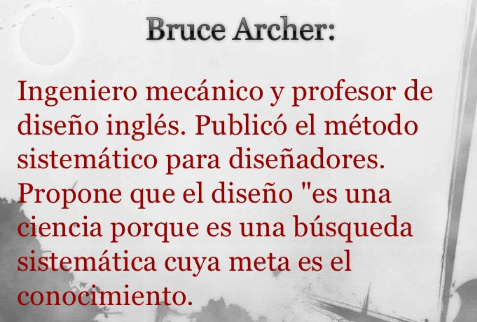 Bruce Archer:
Ingeniero mecánico y profesor de
diseño inglés. Publicó el método
sistemático para diseñadores.
Propone que el diseño "es una
ciencia porque es una búsqueda
sistemática cuya meta es el
conocimiento.